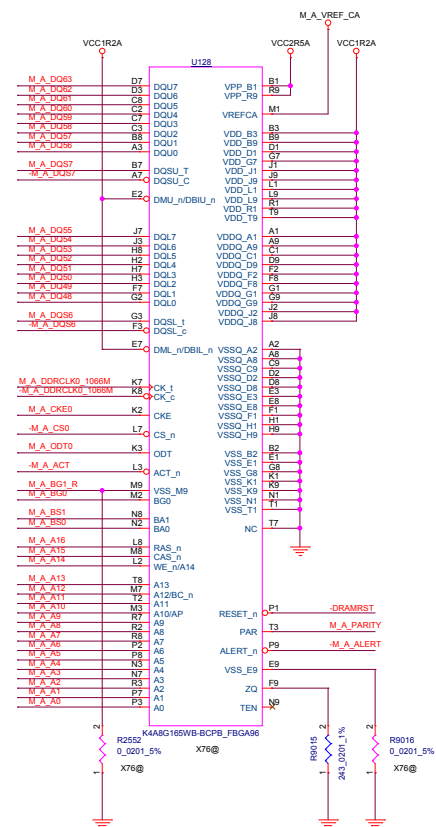 M_A_VREF_CA
VCC1R2A
VCC2R5A
VCC1R2A
U128
M_A_DQ63 D7 DQU7 VPP_B1 B1
M_A_DQ62 D3 DQU6 VPP_R9 R9
M_A_DQ61 C8 DQU5
M_A_DQ60 C2 DQU4 VREFCA M1
M_A_DQ59 C7 DQU3
M_A_DQ58 C3 DQU2 VDD_B3 B3
M_A_DQ57 B8 DQU1 VDD_B9 B9
M_A_DQ56 A3 DQU0 VDD_D1 D1
VDD_G7 G7
M_A_DQS7 B7 DQSU_t VDD_J1 J1
-M_A_DQS7 A7 DQSU_C VDD_J9 J9
VDD_L1 L1
E2 DMU_n/DBIU_n VDD_L9 L9
VDD_R1 R1
VDD_T9 T9
M_A_DQ55 J7 DQL7 VDDQ_A1 A1
M_A_DQ54 J3 DQL6 VDDQ_A9 A9
M_A_DQ53 H8 DQL5 VDDQ_C1 C1
M_A_DQ52 H2 DQL4 VDDQ_D9 D9
M_A_DQ51 H7 DQL3 VDDQ_F2 F2
M_A_DQ50 H3 DQL2 VDDQ_F8 F8
M_A_DQ49 F7 DQL1 VDDQ_G1 G1
M_A_DQ48 G2 DQL0 VDDQ_G9 G9
VDDQ_J2 J2
M_A_DQS6 G3 DQSL_t VDDQ_J8 J8
-M_A_DQS6 F3 DQSL_c
E7 DML_n/DBIL_n VSSQ_A2 A2
VSSQ_A8 A8
VSSQ_C9 C9
VSSQ_D2 D2
M_A_DDRCLK0_1066M K7 CK_t VSSQ_D8 D8
-M_A_DDRCLK0_1066M K8 CK_c VSSQ_E3 E3
VSSQ_E8 E8
M_A_CKE0 K2 CKE VSSQ_F1 F1
VSSQ_H1 H1
-M_A_CS0 L7 CS_n VSSQ_H9 H9
M_A_ODT0 K3 ODT VSS_B2 B2
VSS_E1 E1
M_A_ACT L3 ACT_n VSS_G8 G8
VSS_K1 K1
M_A_BG1_R M9 VSS_M9 VSS_K9 K9
M_A_BG0 M2 BG0 VSS_N1 N1
VSS_T1 T1
M_A_BS1 N8 BA1
M_A_BS0 N2 BA0 NC T7
M_A_A16 L8 RAS_n
M_A_A15 M8 CAS_n
M_A_A14 L2 WE_n/A14
M_A_A13 T8 A13
M_A_A12 M7 A12/BC_n
M_A_A11 T2 A11
M_A_A10 M3 A10/AP RESET_n P1 -DRAMRST
M_A_A9 R7 A9
M_A_A8 R2 A8 PAR T3 M_A_PARITY
M_A_A7 R8 A7
M_A_A6 P2 A6 ALERT_n P9 -M_A_ALERT
M_A_A5 P8 A5
M_A_A4 N3 A4 VSS_E9 E9
M_A_A3 N7 A3
M_A_A2 R3 A2 ZQ F9
M_A_A1 P7 A1
M_A_A0 P3 A0 TEN N9
K4A8G165WB-BCPB_FBGA96
X76@
2
R2552
0_0201_5%
1
X76@
2
R9015
243_0201_1%
1
2
R9016
0_0201_5%
1
X76@